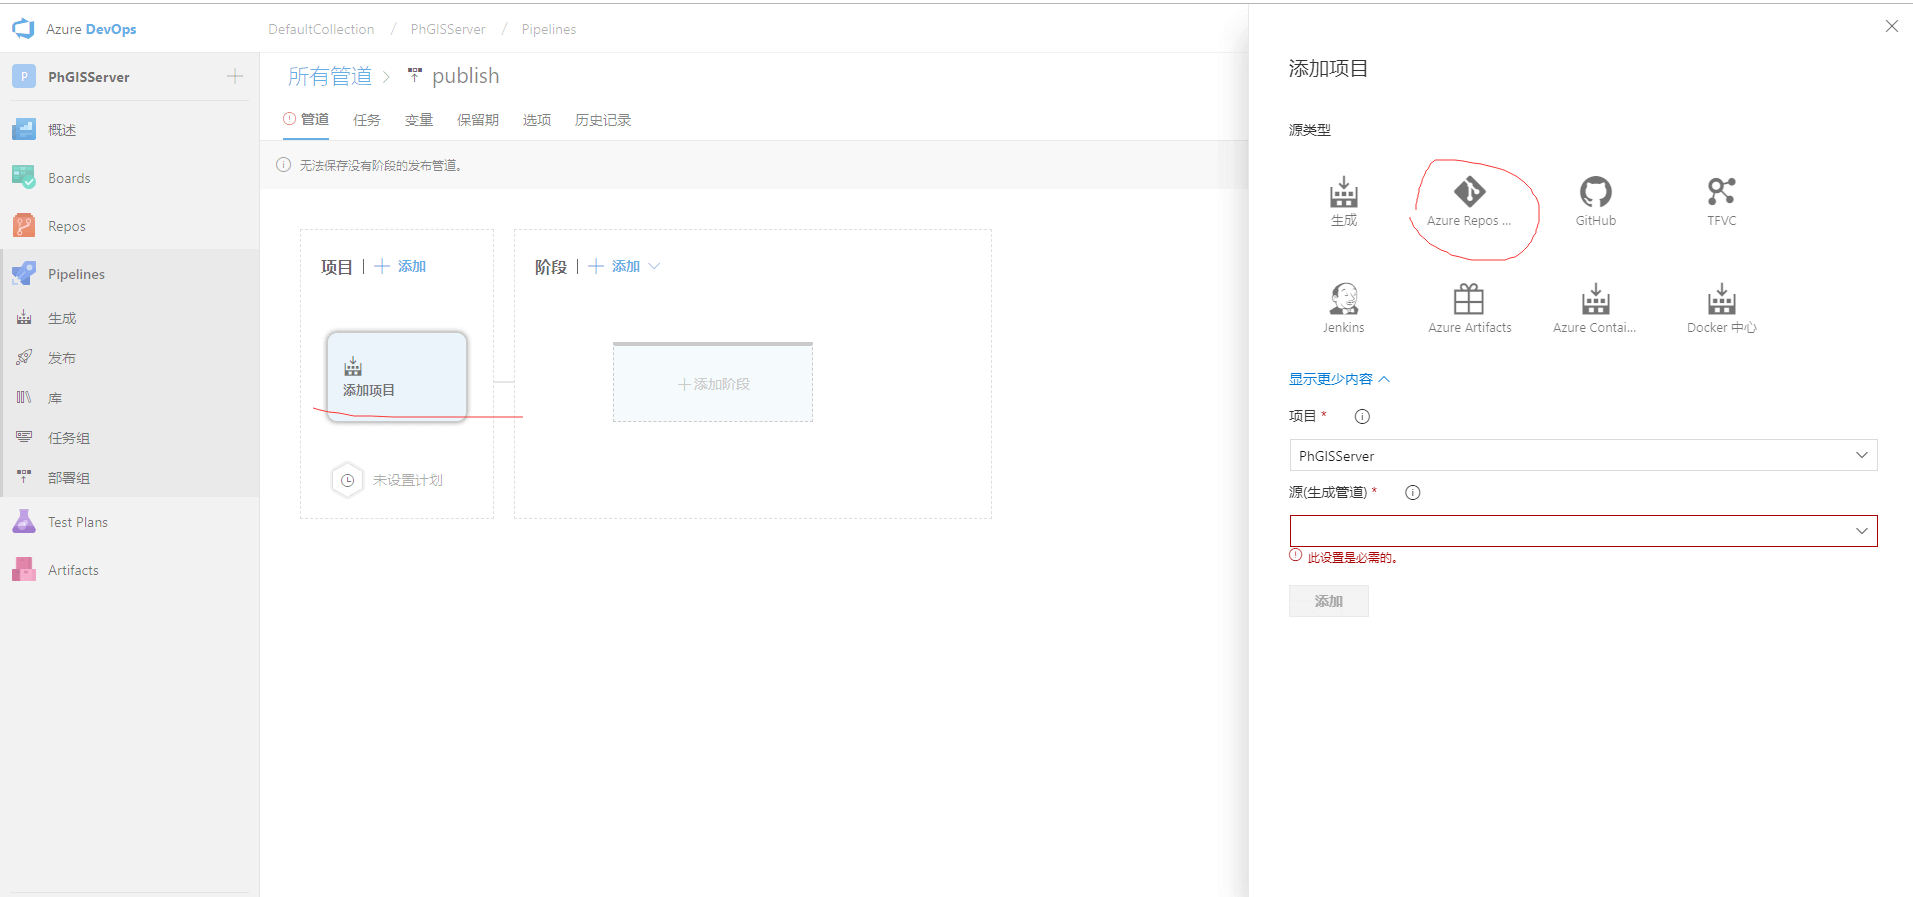 Azure DevOps
DefaultCollection / PhGISServer / Pipelines
P PhGISServer
概述
Boards
Repos
Pipelines
生成
发布
库
任务组
部署组
Test Plans
Artifacts
所有管道 publish
管道 任务 变量 保留期 选项 历史记录
无法保存没有阶段的发布管道。
项目 | 添加
添加项目
未设置计划
阶段 | 添加
添加阶段
添加项目
源类型
生成
Azure Repos ...
GitHub
TFVC
Jenkins
Azure Artifacts
Azure Contai...
Docker 中心
显示更少内容
项目 *
PhGISServer
源(生成管道) *
此设置是必需的。
添加